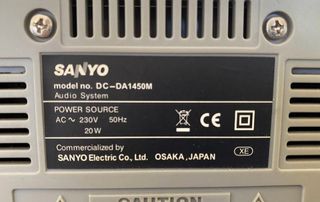 SANYO
model no. DC-DA1450M
Audio System
POWER SOURCE
AC ~ 230V 50Hz
20W
CE
Commercialized by
SANYO Electric Co., Ltd. OSAKA, JAPAN
XE
CAUTION